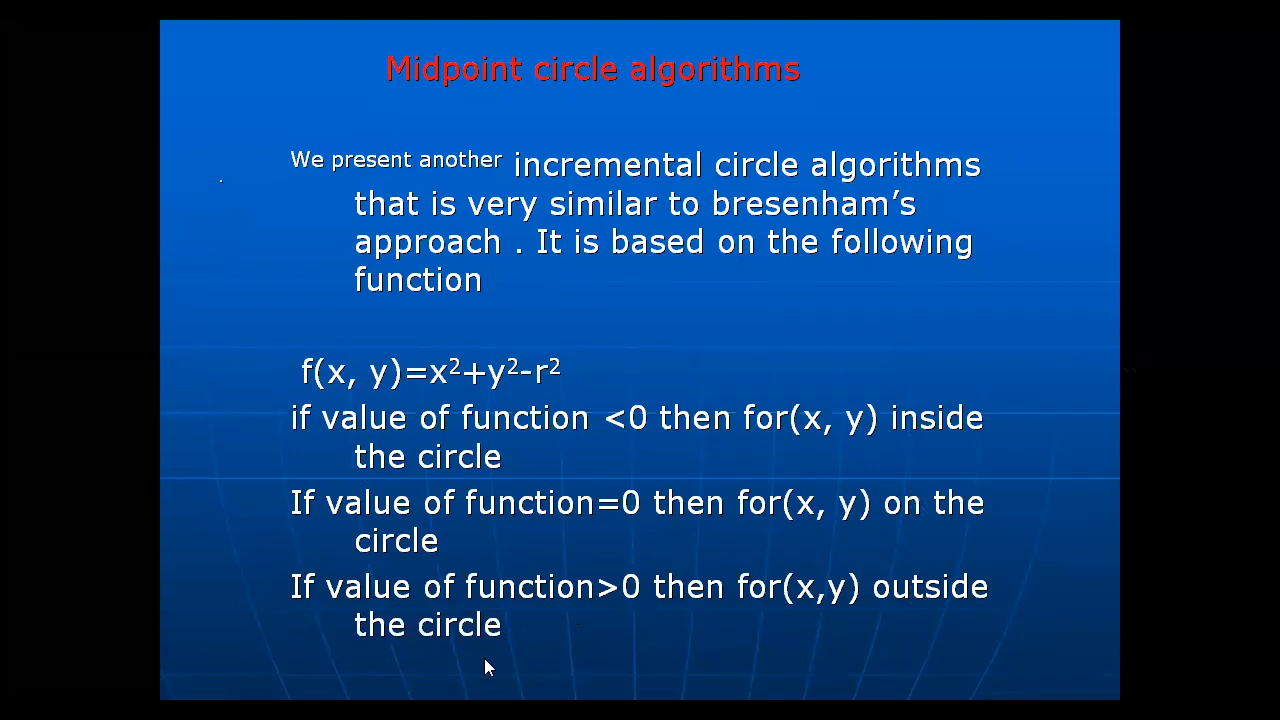 Midpoint circle algorithms
We present another incremental circle algorithms
that is very similar to bresenham’s
approach . It is based on the following
function
f(x, y)=x²+y²-r²
if value of function <0 then for(x, y) inside
the circle
If value of function=0 then for(x, y) on the
circle
If value of function>0 then for(x,y) outside
the circle